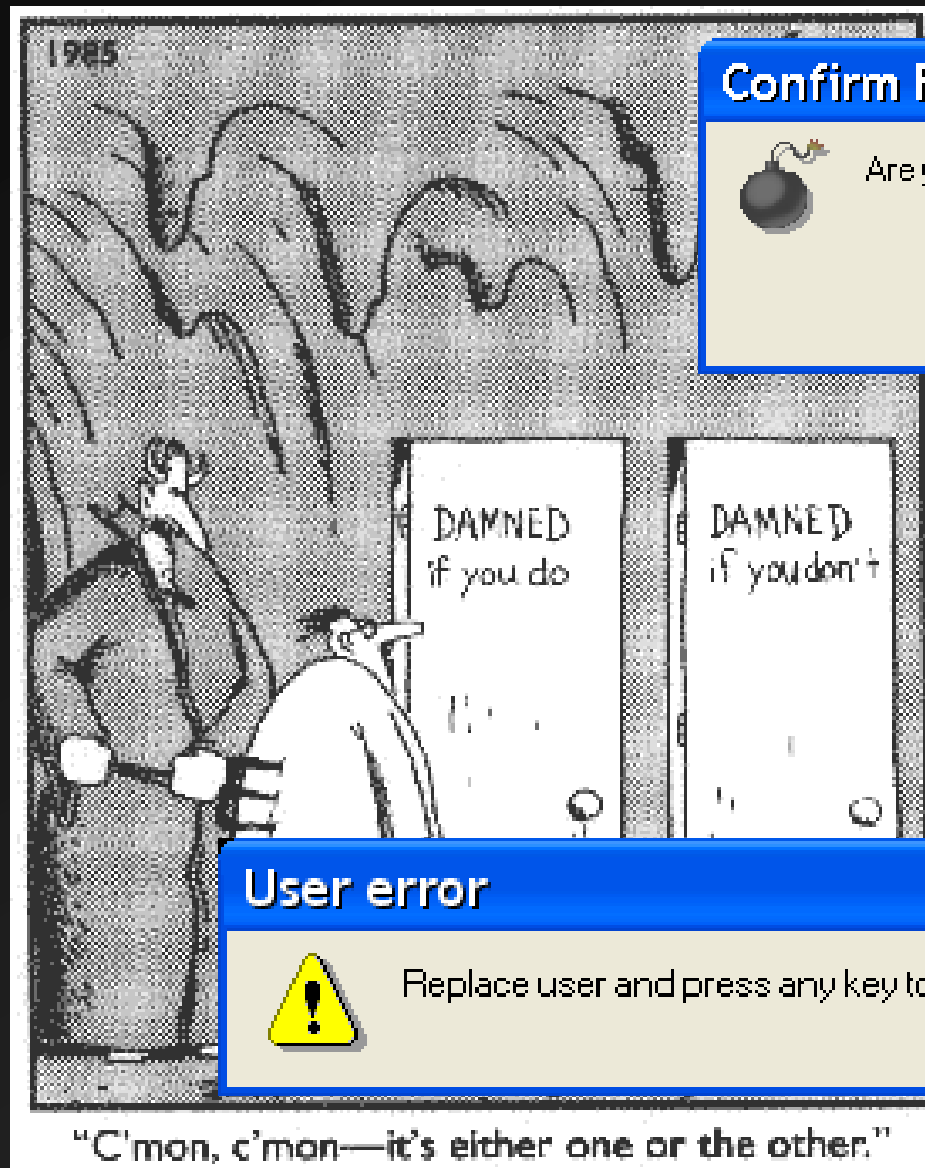 1985
Confirm
Are
DAMNED
if you do
DAMNED
if you don't
User error
Replace user and press any key to
"C'mon, c'mon—it's either one or the other."